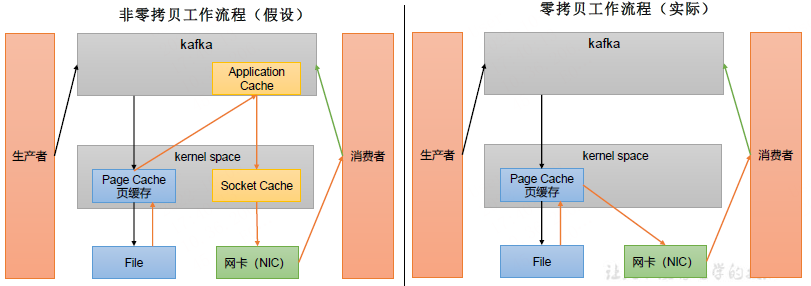 非零拷贝工作流程（假设）
kafka
Application
Cache
生产者
kernel space
Page Cache
页缓存
Socket Cache
消费者
File
网卡（NIC）
零拷贝工作流程（实际）
kafka
生产者
kernel space
Page Cache
页缓存
消费者
File
网卡（NIC）